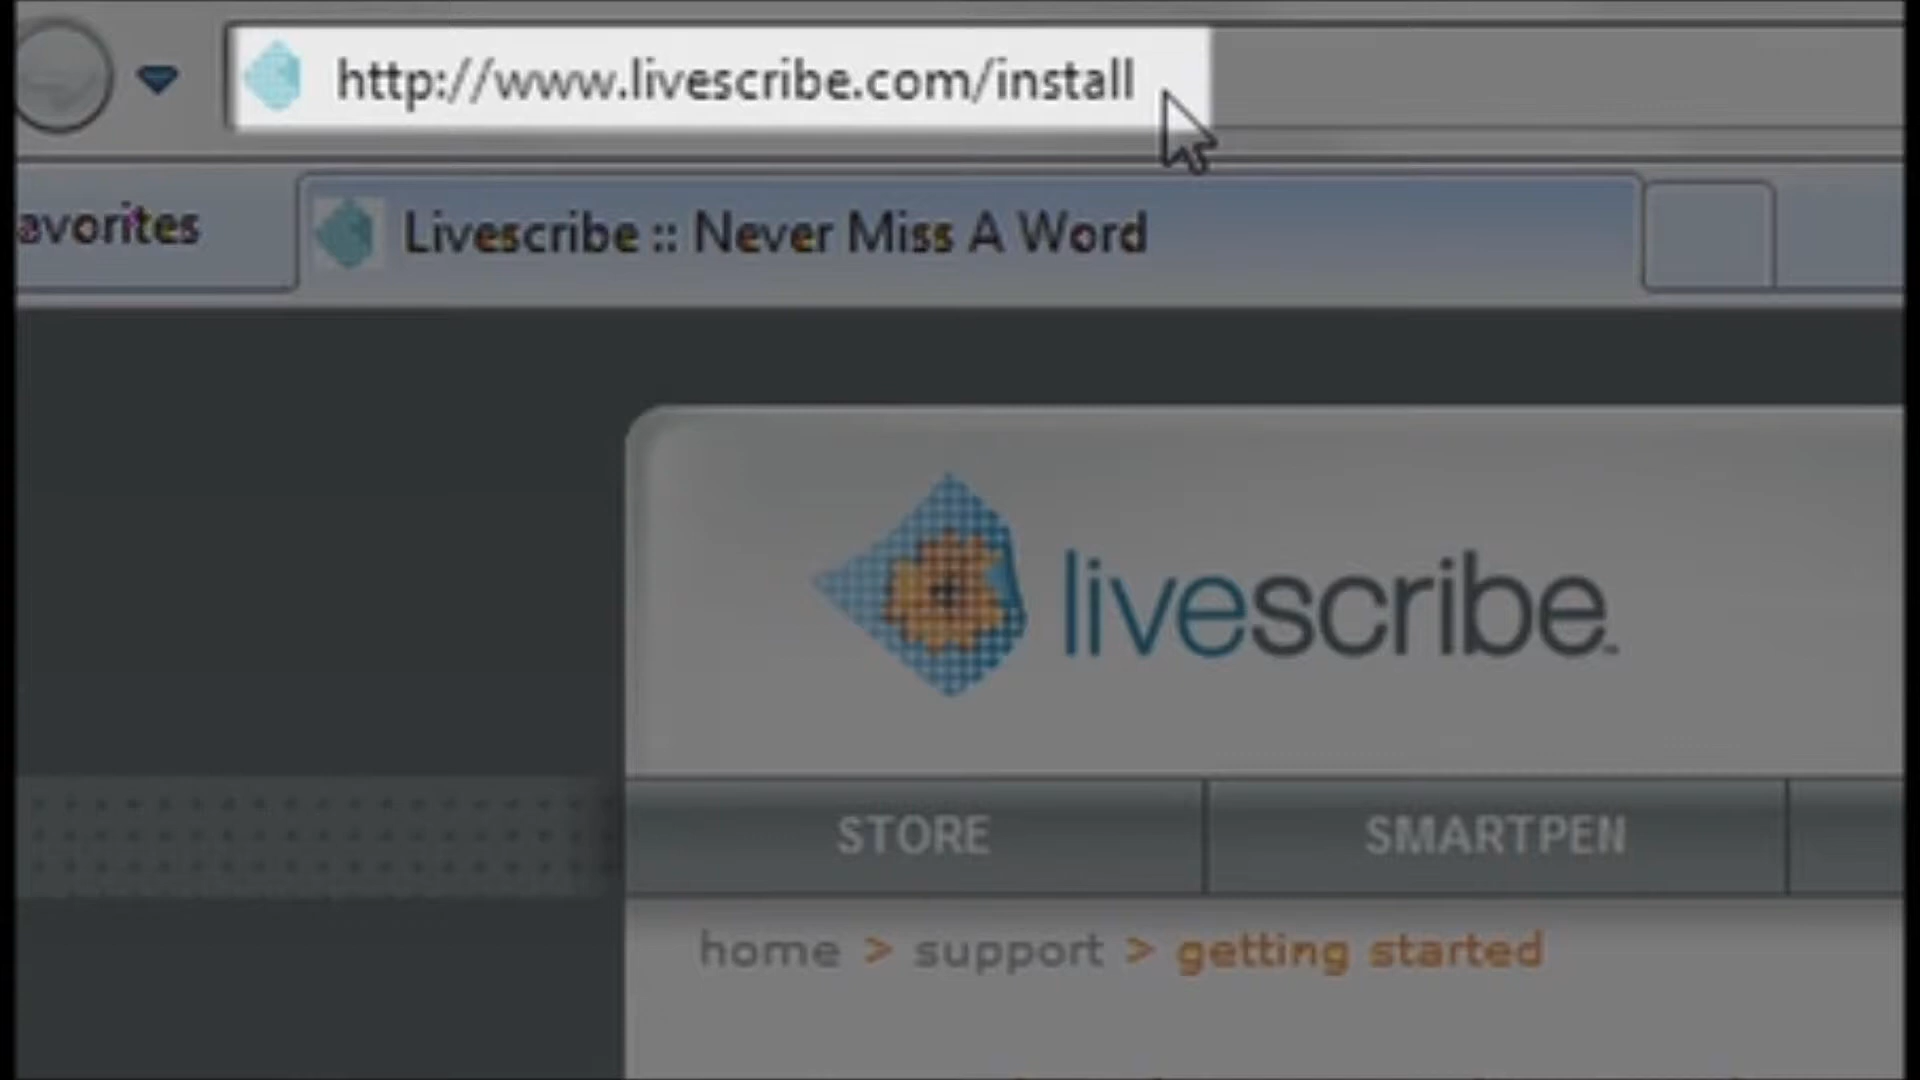 http://www.livescribe.com/install
avorites
Livescribe :: Never Miss A Word
livescribe
STORE
SMARTPEN
home > support > getting started